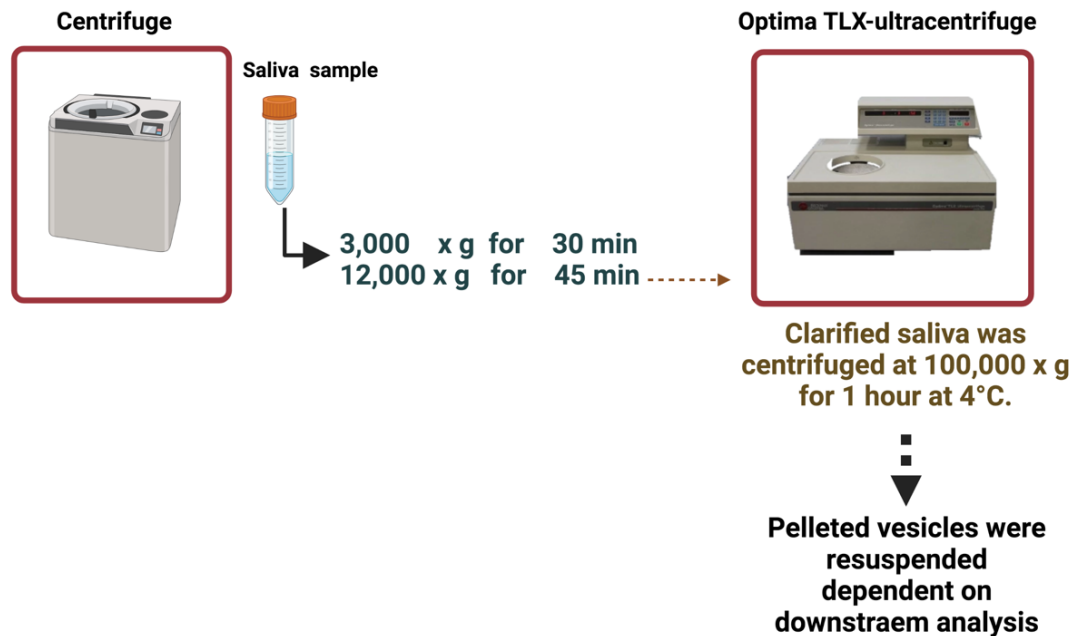 Centrifuge
Optima TLX-ultracentrifuge
Saliva sample
3,000 x g for 30 min
12,000 x g for 45 min
Clarified saliva was
centrifuged at 100,000 x g
for 1 hour at 4°C.
Pelleted vesicles were
resuspended
dependent on
downstraem analysis